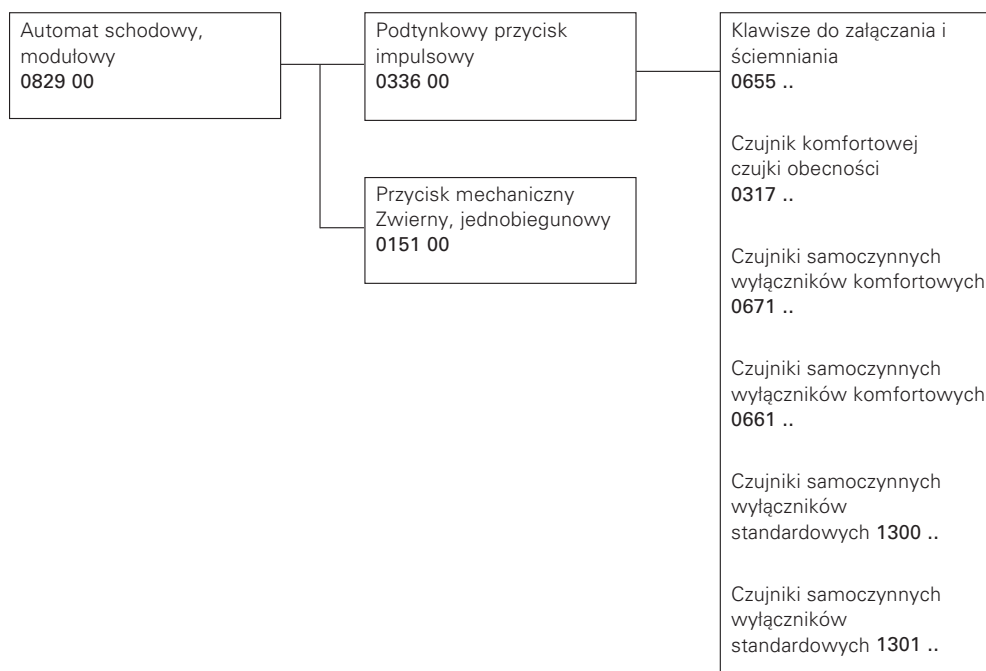 Automat schodowy,
modułowy
0829 00
Podtynkowy przycisk
impulsowy
0336 00
Przycisk mechaniczny
Zwierny, jednobiegunowy
0151 00
Klawisze do załączania i
ściemniania
0655 ..
Czujnik komfortowej
czujki obecności
0317 ..
Czujniki samoczynnych
wyłączników komfortowych
0671 ..
Czujniki samoczynnych
wyłączników komfortowych
0661 ..
Czujniki samoczynnych
wyłączników
standardowych 1300 ..
Czujniki samoczynnych
wyłączników
standardowych 1301 ..